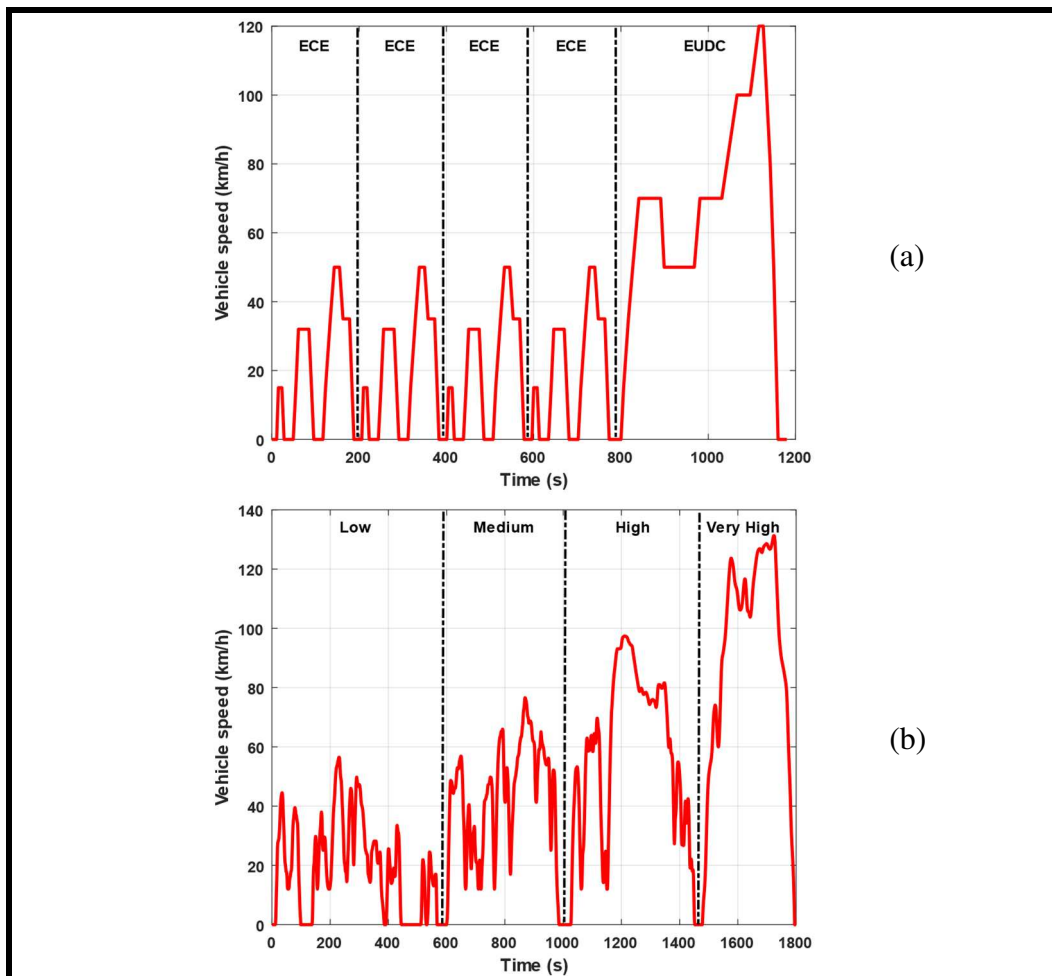 120
ECE ECE ECE ECE EUDC
100
80
60
40
20
0
Vehicle speed (km/h)
(a)
0 200 400 600 800 1000 1200
Time (s)
140
Low Medium High Very High
120
100
80
60
40
20
0
Vehicle speed (km/h)
(b)
0 200 400 600 800 1000 1200 1400 1600 1800
Time (s)